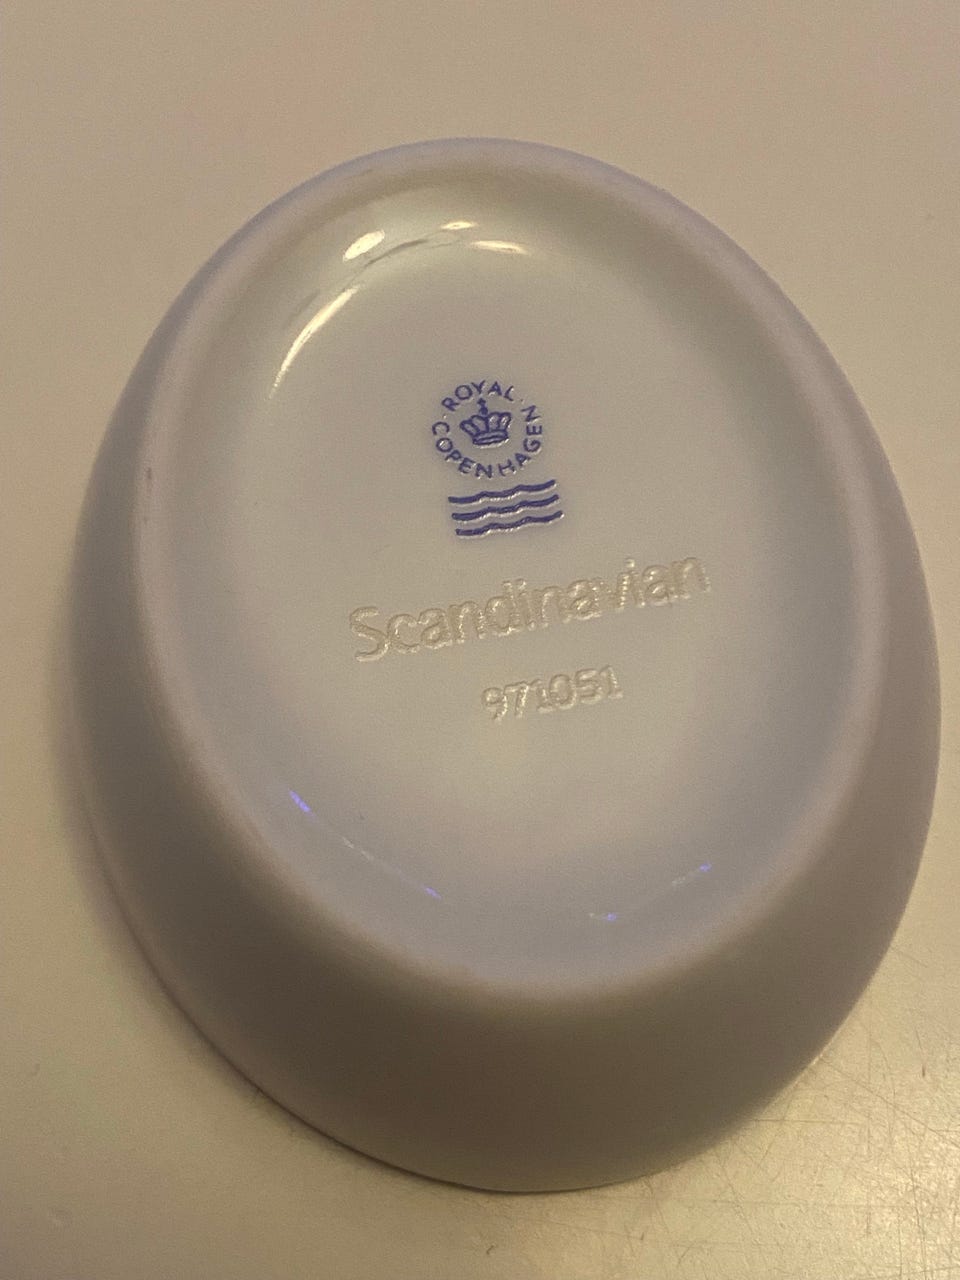 ROYAL
COPENHAGEN
Scandinavian
971051